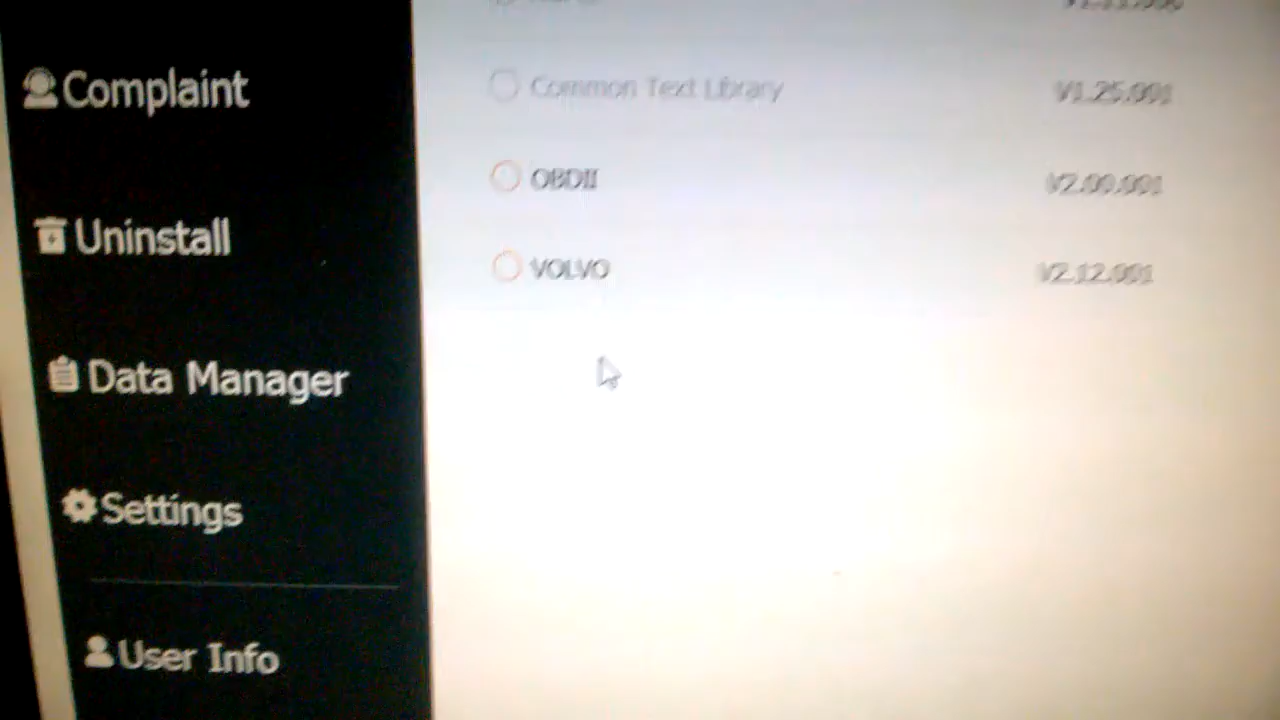 Complaint
Common Text Library V1.25.001
OBDII V2.00.001
Uninstall
VOLVO V2.12.001
Data Manager
Settings
User Info